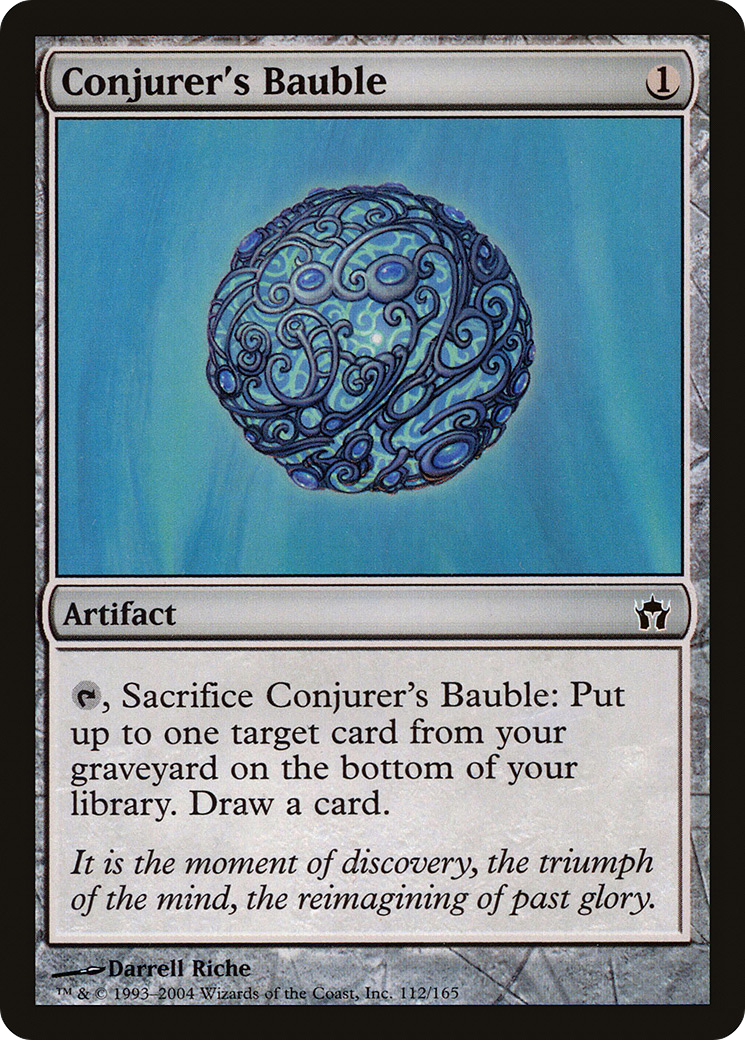 Conjurer's Bauble 1
Artifact
, Sacrifice Conjurer's Bauble: Put
up to one target card from your
graveyard on the bottom of your
library. Draw a card.
It is the moment of discovery, the triumph
of the mind, the reimagining of past glory.
Darrell Riche
™ & © 1993–2004 Wizards of the Coast, Inc. 112/165